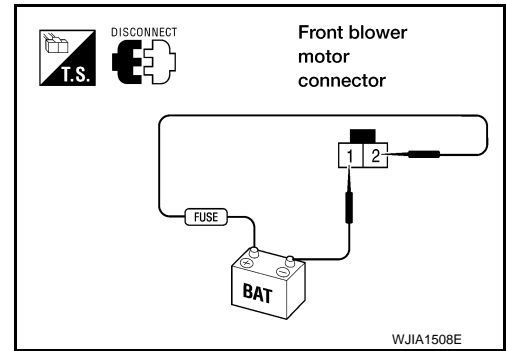 DISCONNECT
T.S.
Front blower
motor
connector
1 2
FUSE
+ −
BAT
WJIA1508E